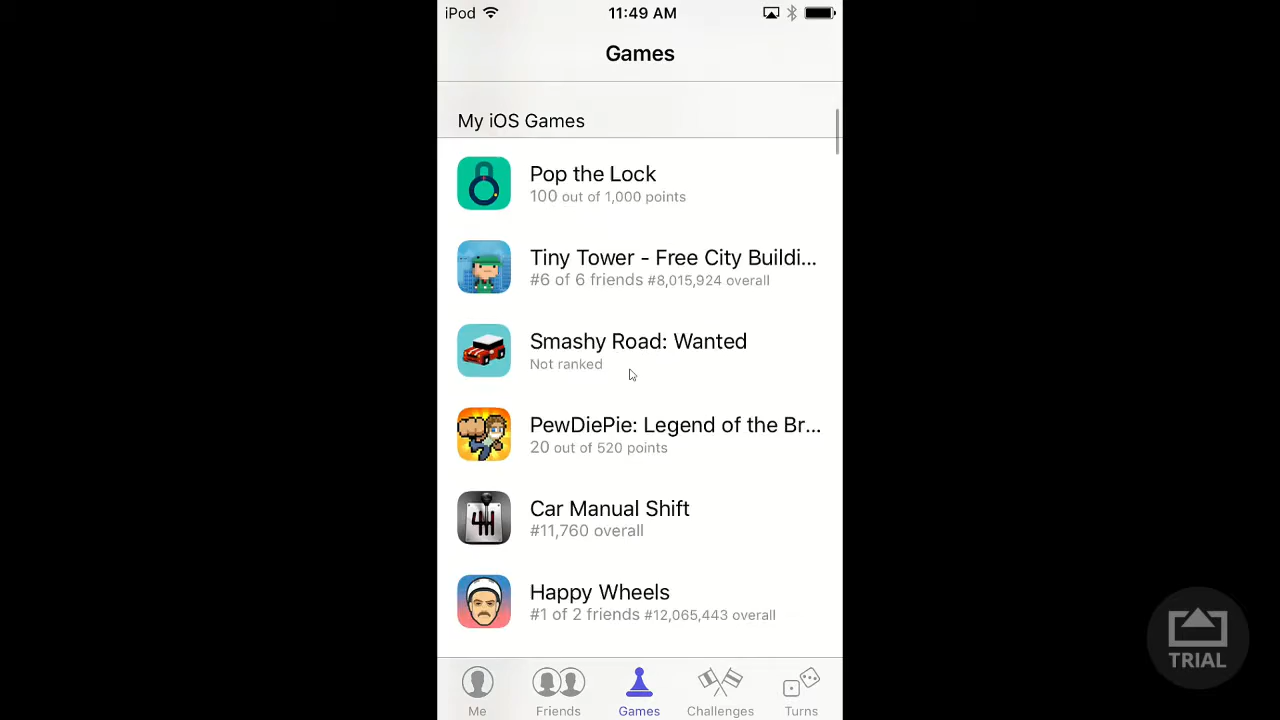 iPod
11:49 AM
Games
My iOS Games
Pop the Lock
100 out of 1,000 points
Tiny Tower - Free City Buildi...
#6 of 6 friends #8,015,924 overall
Smashy Road: Wanted
Not ranked
PewDiePie: Legend of the Br...
20 out of 520 points
Car Manual Shift
#11,760 overall
Happy Wheels
#1 of 2 friends #12,065,443 overall
Me
Friends
Games
Challenges
Turns
TRIAL